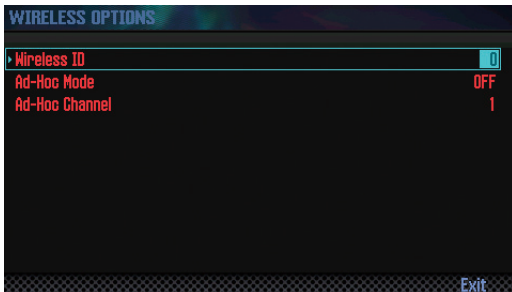 WIRELESS OPTIONS
Wireless ID 0
Ad-Hoc Mode OFF
Ad-Hoc Channel 1
Exit